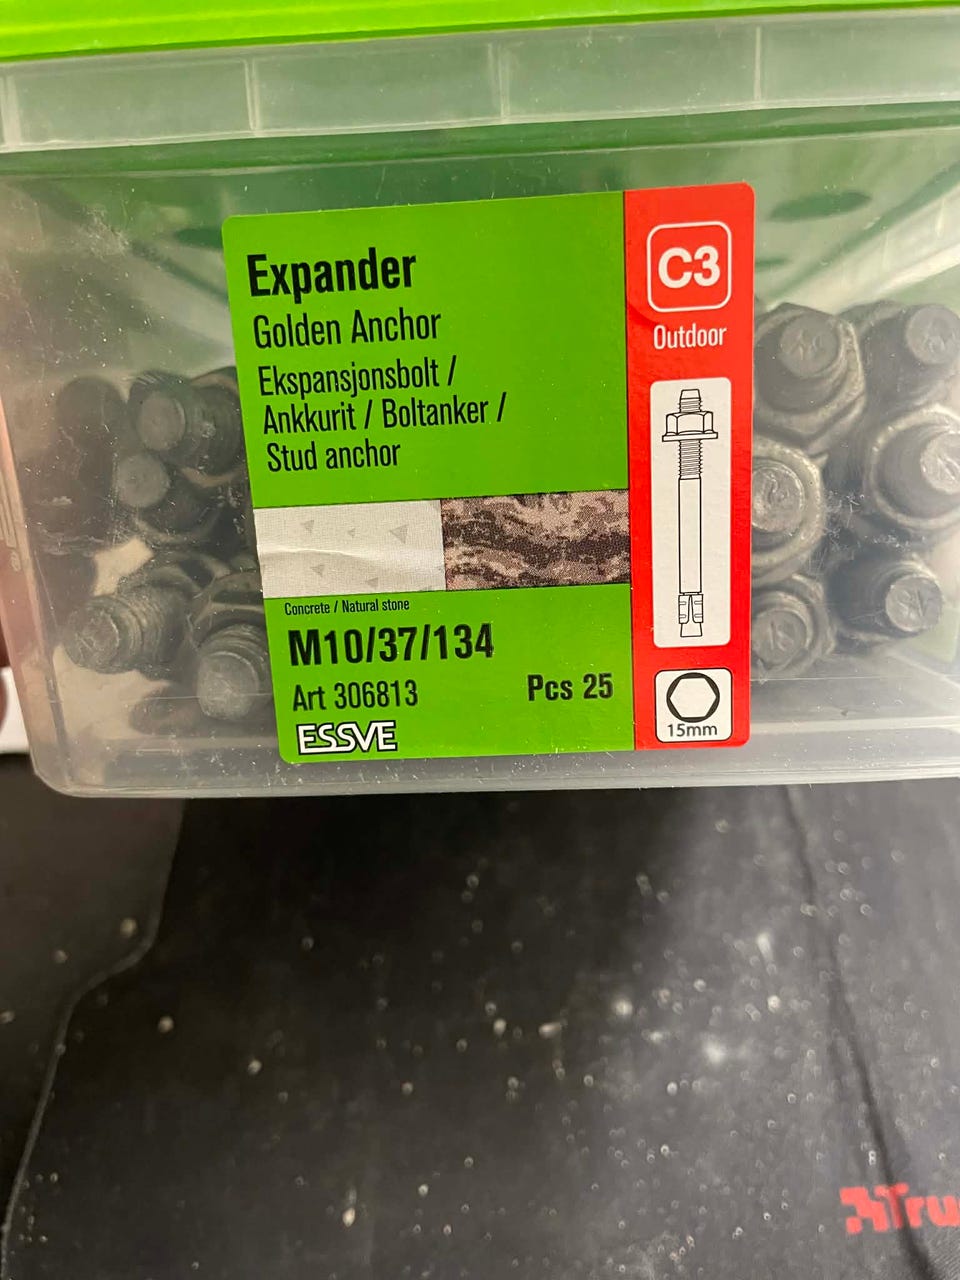 Expander
Golden Anchor
Ekspansjonsbolt /
Ankkurit / Boltanker /
Stud anchor
Concrete / Natural stone
M10/37/134
Art 306813
Pcs 25
ESSVE
C3
Outdoor
15mm
Tru